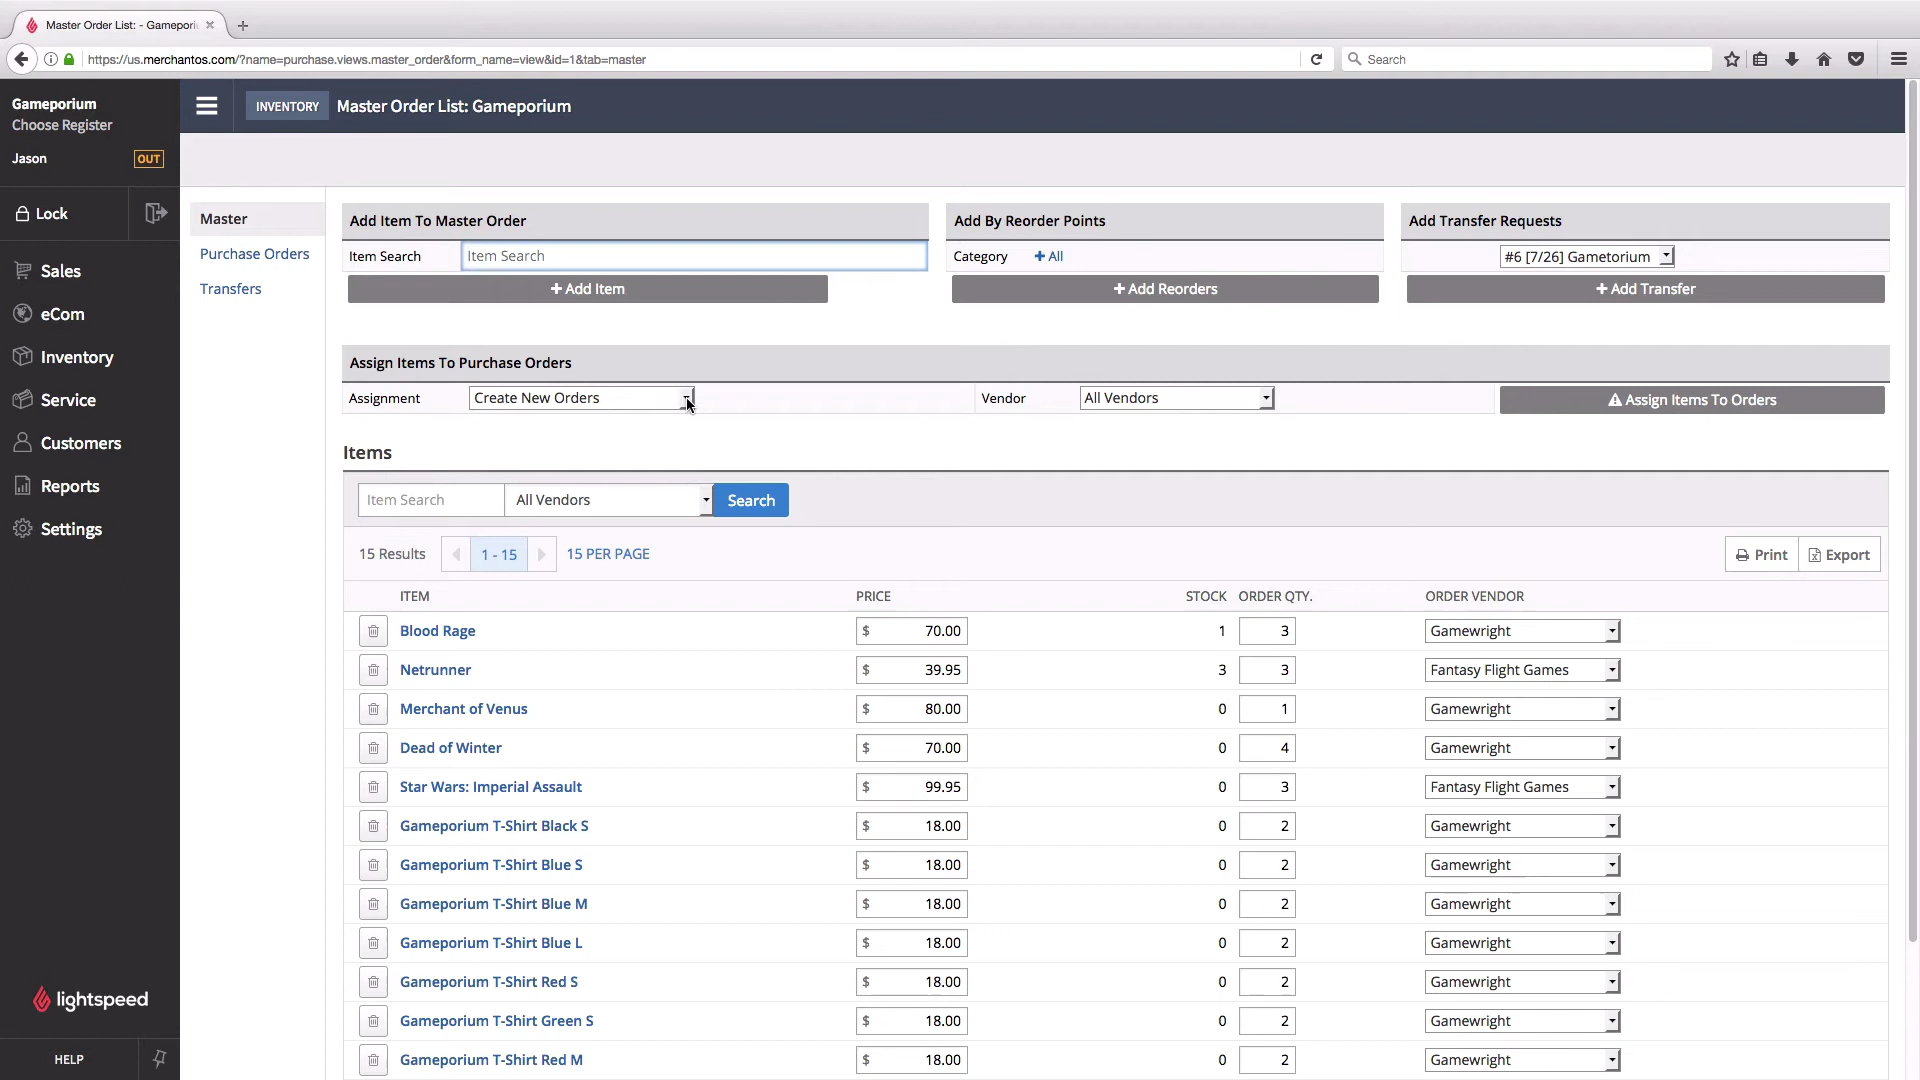 Master Order List: - Gamepori
https://us.merchantos.com/?name=purchase.views.master_order&form_name=view&id=1&tab=master
Search
Gameporium
Choose Register
Jason OUT
Lock
Sales
eCom
Inventory
Service
Customers
Reports
Settings
lightspeed
HELP
INVENTORY Master Order List: Gameporium
Master
Purchase Orders
Transfers
Add Item To Master Order
Item Search Item Search
+ Add Item
Add By Reorder Points
Category + All
+ Add Reorders
Add Transfer Requests
#6 [7/26] Gametorium
+ Add Transfer
Assign Items To Purchase Orders
Assignment Create New Orders Vendor All Vendors Assign Items To Orders
Items
Item Search All Vendors Search
15 Results 1 - 15 15 PER PAGE Print Export
ITEM PRICE STOCK ORDER QTY. ORDER VENDOR
Blood Rage $ 70.00 1 3 Gamewright
Netrunner $ 39.95 3 3 Fantasy Flight Games
Merchant of Venus $ 80.00 0 1 Gamewright
Dead of Winter $ 70.00 0 4 Gamewright
Star Wars: Imperial Assault $ 99.95 0 3 Fantasy Flight Games
Gameporium T-Shirt Black S $ 18.00 0 2 Gamewright
Gameporium T-Shirt Blue S $ 18.00 0 2 Gamewright
Gameporium T-Shirt Blue M $ 18.00 0 2 Gamewright
Gameporium T-Shirt Blue L $ 18.00 0 2 Gamewright
Gameporium T-Shirt Red S $ 18.00 0 2 Gamewright
Gameporium T-Shirt Green S $ 18.00 0 2 Gamewright
Gameporium T-Shirt Red M $ 18.00 0 2 Gamewright